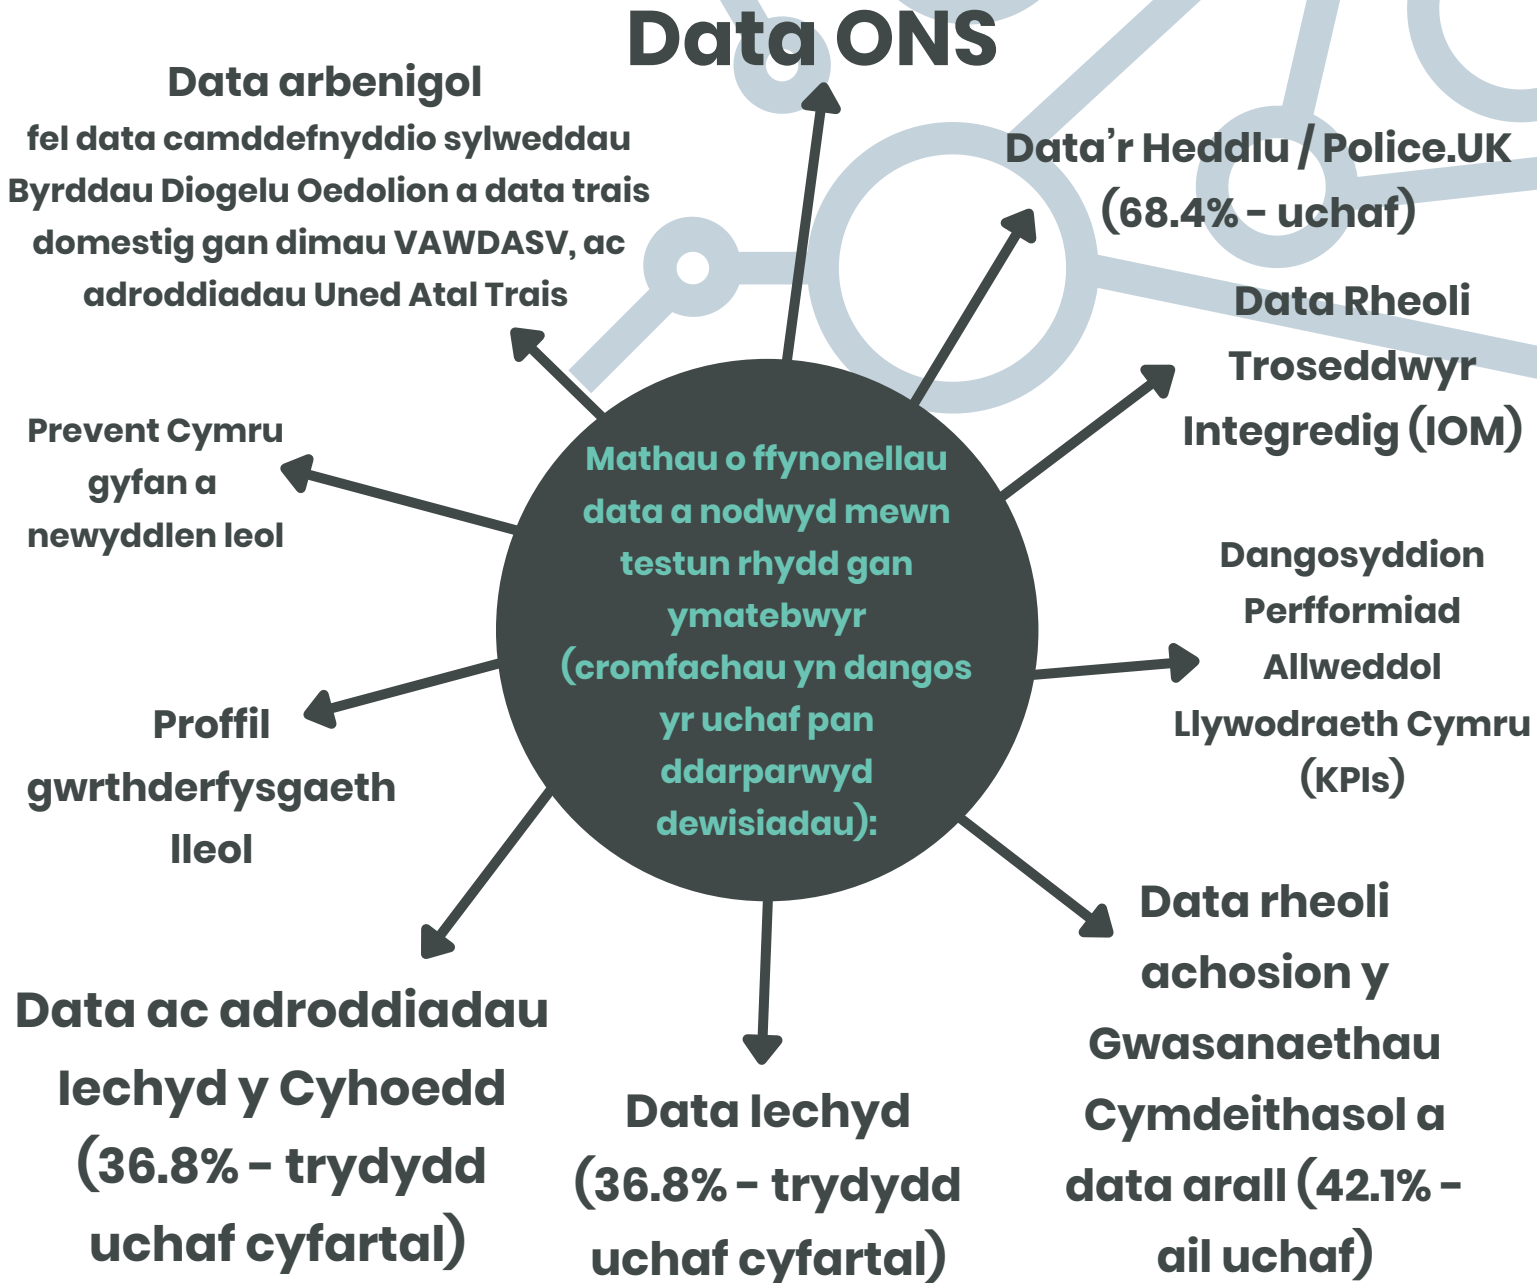 Data ONS
Data arbenigol
fel data camddefnyddio sylweddau
Byrddau Diogelu Oedolion a data trais
domestig gan dimau VAWDASV, ac
adroddiadau Uned Atal Trais
Data’r Heddlu / Police.UK
(68.4% - uchaf)
Data Rheoli
Troseddwyr
Integredig (IOM)
Prevent Cymru
gyfan a
newyddlen leol
Mathau o ffynonellau
data a nodwyd mewn
testun rhydd gan
ymatebwyr
(cromfachau yn dangos
yr uchaf pan
ddarparwyd
dewisiadau):
Dangosyddion
Perfformiad
Allweddol
Llywodraeth Cymru
(KPIs)
Proffil
gwrthderfysgaeth
lleol
Data rheoli
achosion y
Gwasanaethau
Cymdeithasol a
data arall (42.1% -
ail uchaf)
Data ac adroddiadau
Iechyd y Cyhoedd
(36.8% - trydydd
uchaf cyfartal)
Data Iechyd
(36.8% - trydydd
uchaf cyfartal)